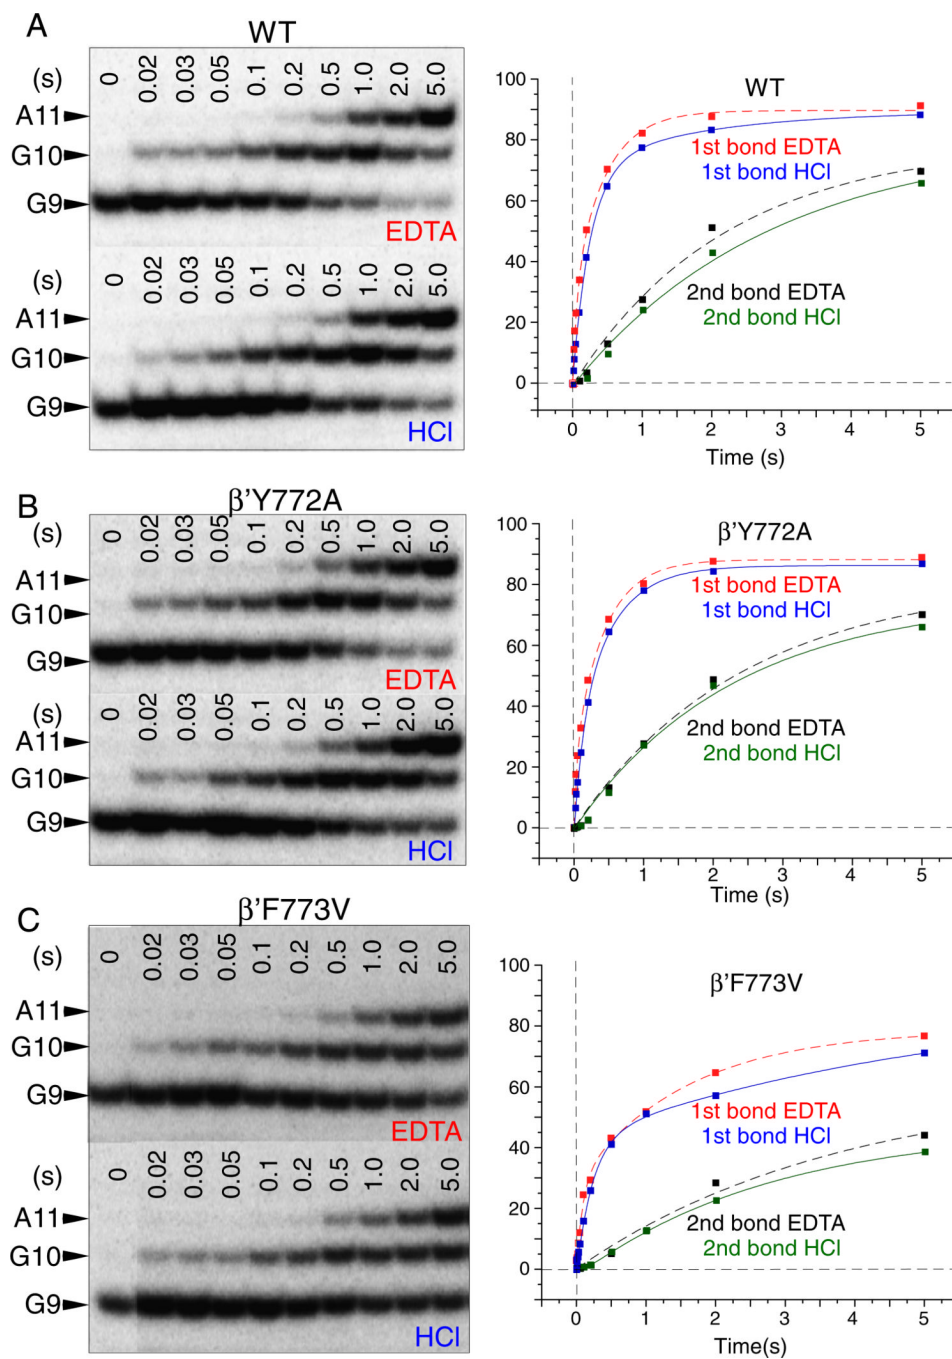 A
WT
(s) 0 0.02 0.03 0.05 0.1 0.2 0.5 1.0 2.0 5.0
A11
G10
G9
EDTA
(s) 0 0.02 0.03 0.05 0.1 0.2 0.5 1.0 2.0 5.0
A11
G10
G9
HCl
WT
100
80
60
40
20
0
1st bond EDTA
1st bond HCl
2nd bond EDTA
2nd bond HCl
0 1 2 3 4 5
Time (s)
B
β'Y772A
(s) 0 0.02 0.03 0.05 0.1 0.2 0.5 1.0 2.0 5.0
A11
G10
G9
EDTA
(s) 0 0.02 0.03 0.05 0.1 0.2 0.5 1.0 2.0 5.0
A11
G10
G9
HCl
β'Y772A
100
80
60
40
20
0
1st bond EDTA
1st bond HCl
2nd bond EDTA
2nd bond HCl
0 1 2 3 4 5
Time (s)
C
β'F773V
(s) 0 0.02 0.03 0.05 0.1 0.2 0.5 1.0 2.0 5.0
A11
G10
G9
EDTA
(s) 0 0.02 0.03 0.05 0.1 0.2 0.5 1.0 2.0 5.0
A11
G10
G9
HCl
β'F773V
100
80
60
40
20
0
1st bond EDTA
1st bond HCl
2nd bond EDTA
2nd bond HCl
0 1 2 3 4 5
Time(s)